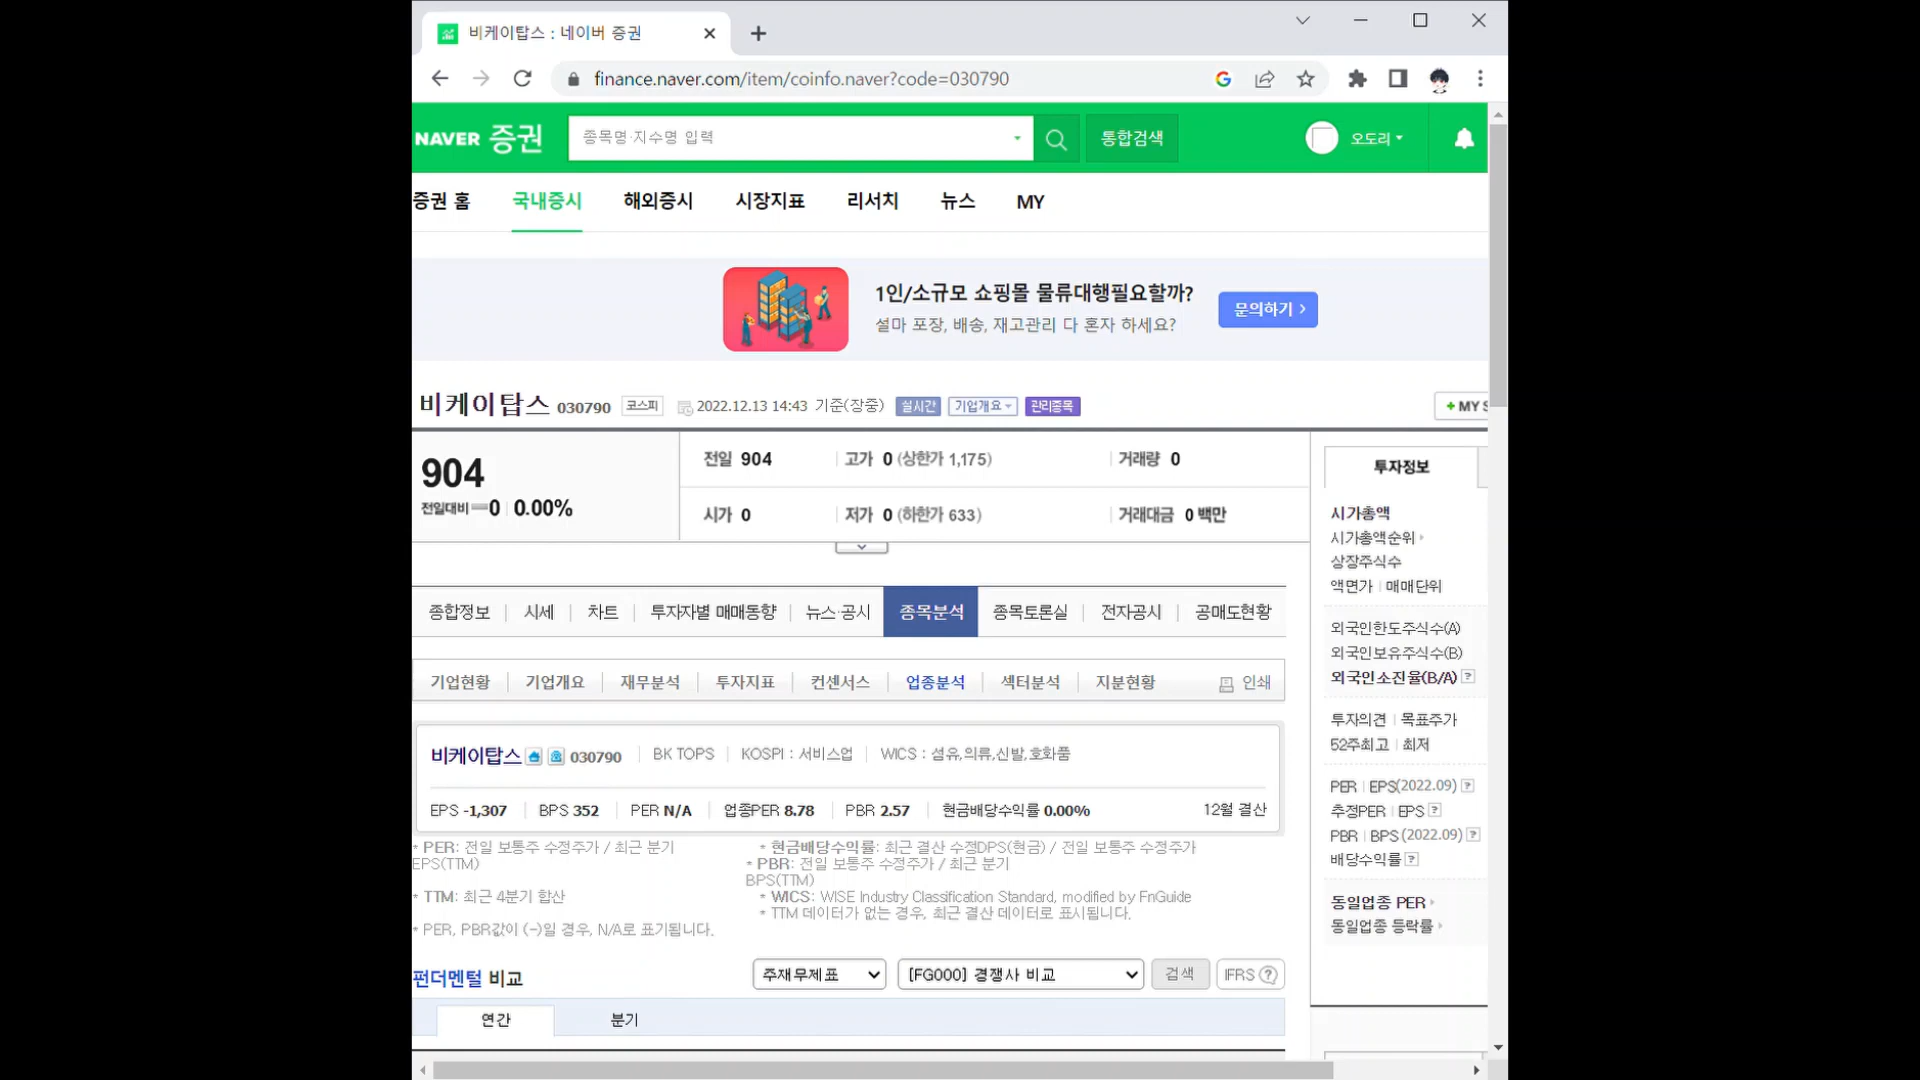 비케이탑스 : 네이버 증권
finance.naver.com/item/coinfo.naver?code=030790
NAVER 증권
종목명·지수명 입력
통합검색
오도리
증권 홈 국내증시 해외증시 시장지표 리서치 뉴스 MY
1인/소규모 쇼핑몰 물류대행필요할까?
설마 포장, 배송, 재고관리 다 혼자 하세요?
문의하기 >
비케이탑스 030790 코스피 2022.12.13 14:43 기준(장중) 실시간 기업개요 관리종목
+ MY S
904
전일대비 0 0.00%
전일 904 고가 0 (상한가 1,175) 거래량 0
시가 0 저가 0 (하한가 633) 거래대금 0 백만
종합정보 시세 차트 투자자별 매매동향 뉴스·공시 종목분석 종목토론실 전자공시 공매도현황
기업현황 기업개요 재무분석 투자지표 컨센서스 업종분석 섹터분석 지분현황 인쇄
비케이탑스 030790 BK TOPS KOSPI : 서비스업 WICS : 섬유,의류,신발,호화품
EPS -1,307 BPS 352 PER N/A 업종PER 8.78 PBR 2.57 현금배당수익률 0.00% 12월 결산
* PER: 전일 보통주 수정주가 / 최근 분기
EPS(TTM)
* TTM: 최근 4분기 합산
* PER, PBR값이 (-)일 경우, N/A로 표기됩니다.
* 현금배당수익률: 최근 결산 수정DPS(현금) / 전일 보통주 수정주가
* PBR: 전일 보통주 수정주가 / 최근 분기
BPS(TTM)
* WICS: WISE Industry Classification Standard, modified by FnGuide
* TTM 데이터가 없는 경우, 최근 결산 데이터로 표시됩니다.
펀더멘털 비교
주재무제표 [FG000] 경쟁사 비교 검색 IFRS ?
연간 분기
투자정보
시가총액
시가총액순위
상장주식수
액면가 매매단위
외국인한도주식수(A)
외국인보유주식수(B)
외국인소진율(B/A) ?
투자의견 목표주가
52주최고 최저
PER EPS(2022.09) ?
추정PER EPS ?
PBR BPS(2022.09) ?
배당수익률 ?
동일업종 PER
동일업종 등락률